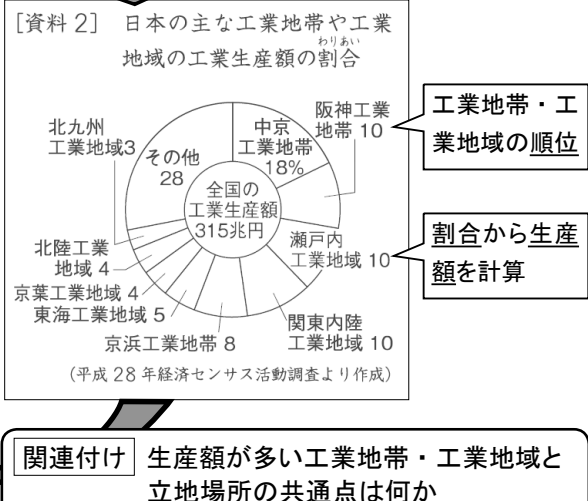 [資料2] 日本の主な工業地帯や工業
地域の工業生産額の割合
わりあい
北九州
工業地域3
その他
28
中京
工業地帯
18%
阪神工業
地帯 10
全国の
工業生産額
315兆円
瀬戸内
工業地域 10
北陸工業
地域 4
京葉工業地域 4
東海工業地域 5
京浜工業地帯 8
関東内陸
工業地域 10
(平成28年経済センサス活動調査より作成)
工業地帯・工
業地域の順位
割合から生産
額を計算
関連付け 生産額が多い工業地帯・工業地域と
立地場所の共通点は何か